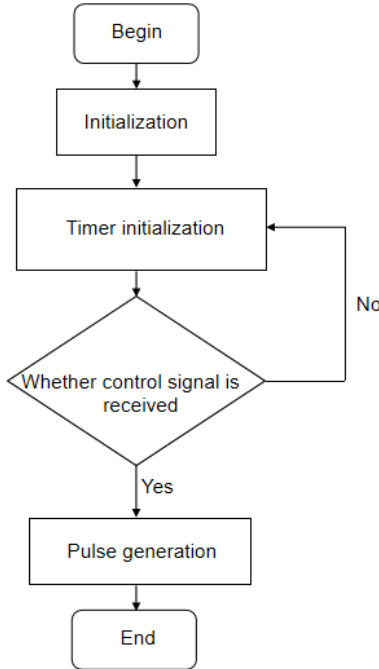 Begin
Initialization
Timer initialization
No
Whether control signal is
received
Yes
Pulse generation
End